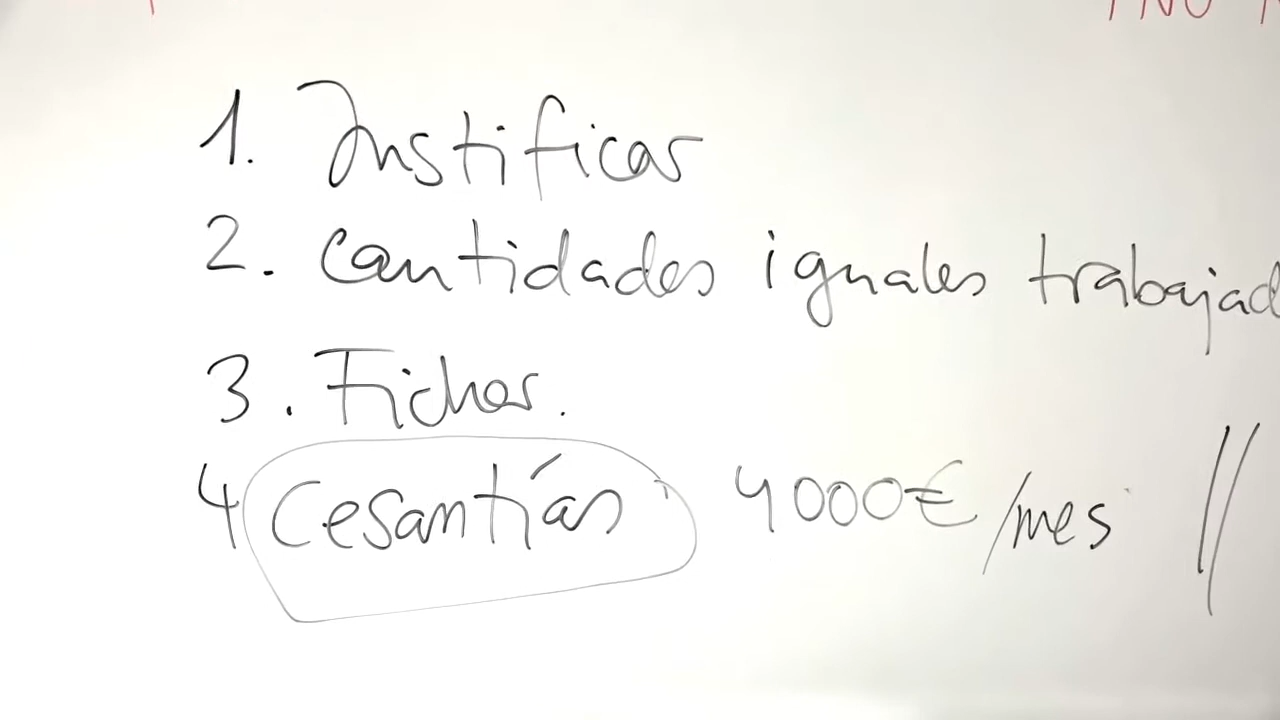 1. Justificar
2. Cantidades iguales trabajad
3. Fichar.
4 Cesantías 4000€/mes //